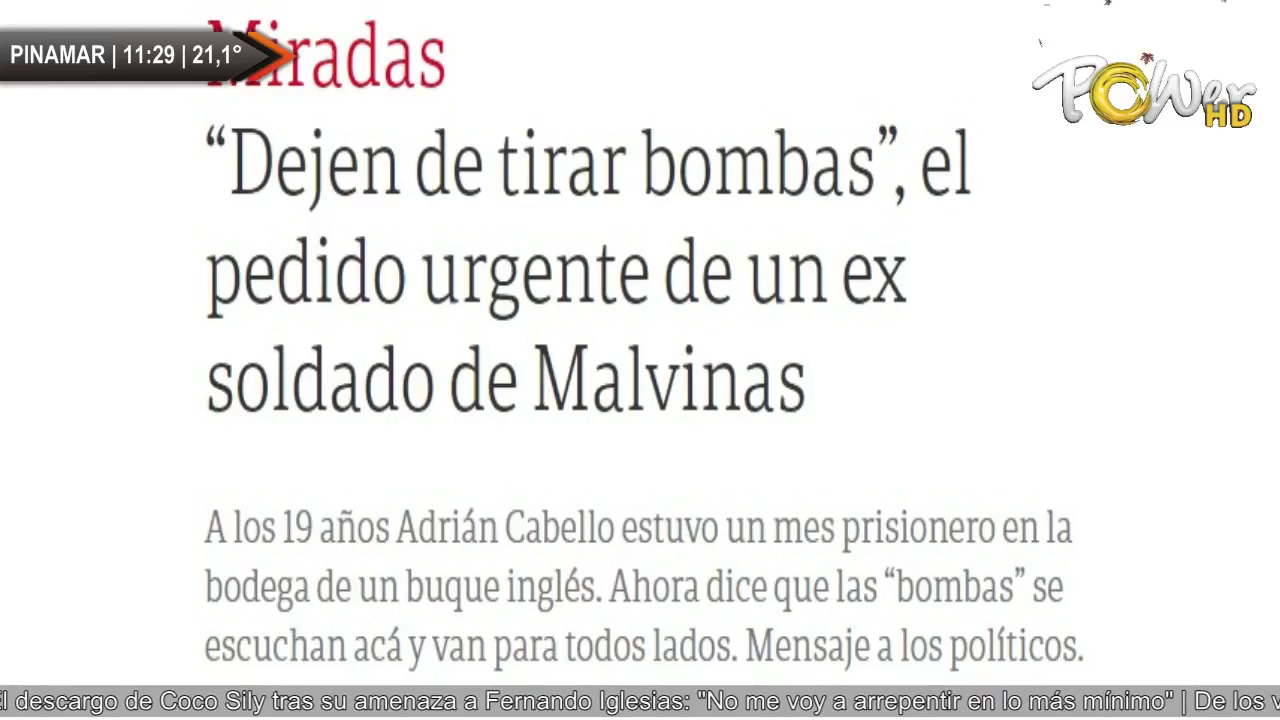 Miradas
PINAMAR | 11:29 | 21,1°
POWer
HD
“Dejen de tirar bombas”, el
pedido urgente de un ex
soldado de Malvinas
A los 19 años Adrián Cabello estuvo un mes prisionero en la
bodega de un buque inglés. Ahora dice que las “bombas” se
escuchan acá y van para todos lados. Mensaje a los políticos.
El descargo de Coco Sily tras su amenaza a Fernando Iglesias: "No me voy a arrepentir en lo más mínimo" | De los